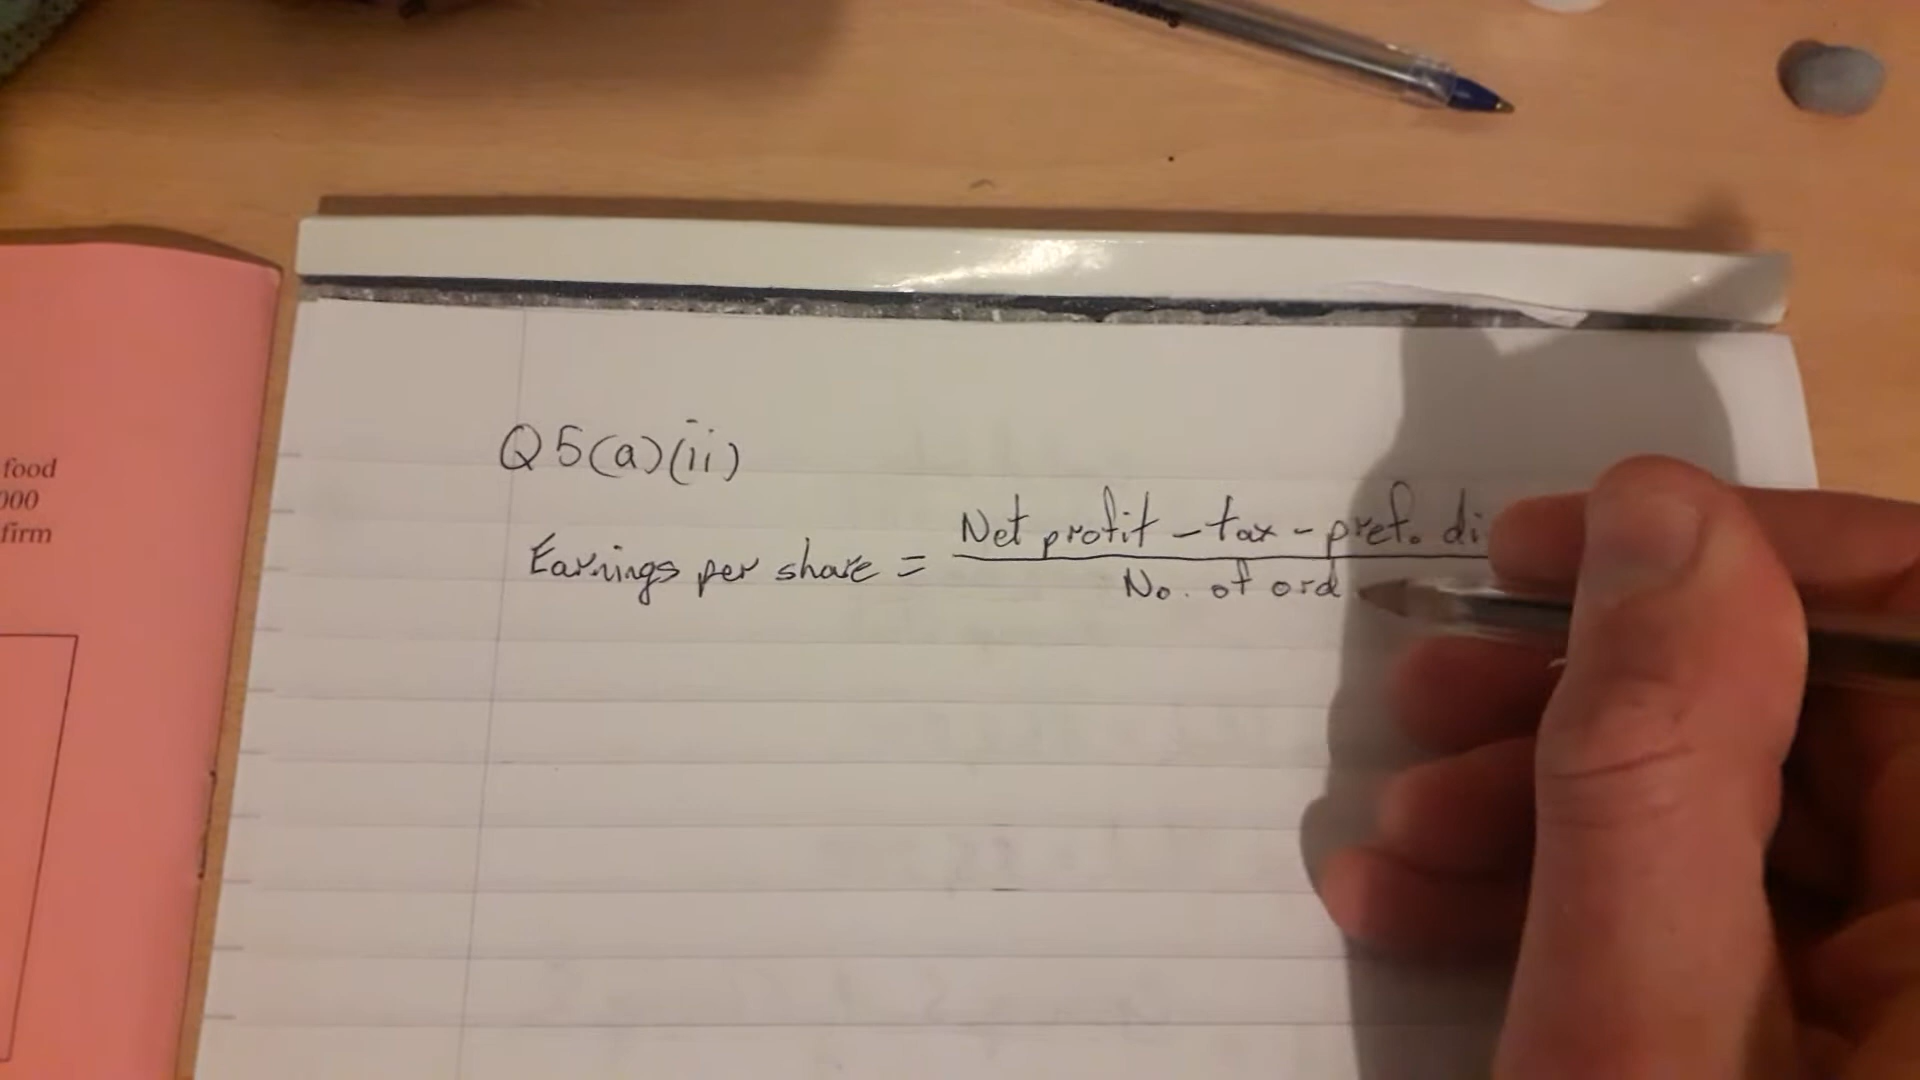 food
000
firm
Q5(a)(ii)
Net profit - tax - pref. di
Earnings per share =
No. of ord